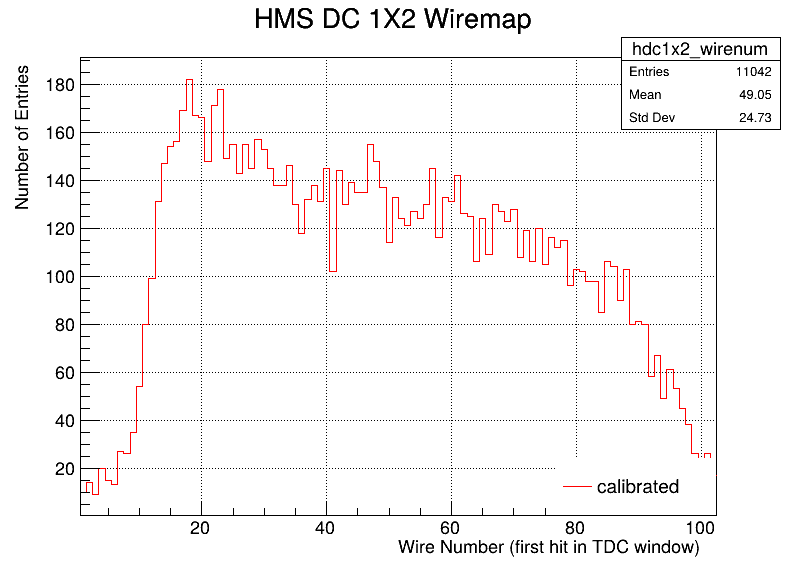 HMS DC 1X2 Wiremap
hdc1x2_wirenum
Entries 11042
Mean 49.05
Std Dev 24.73
Number of Entries
180
160
140
120
100
80
60
40
20
calibrated
20 40 60 80 100
Wire Number (first hit in TDC window)